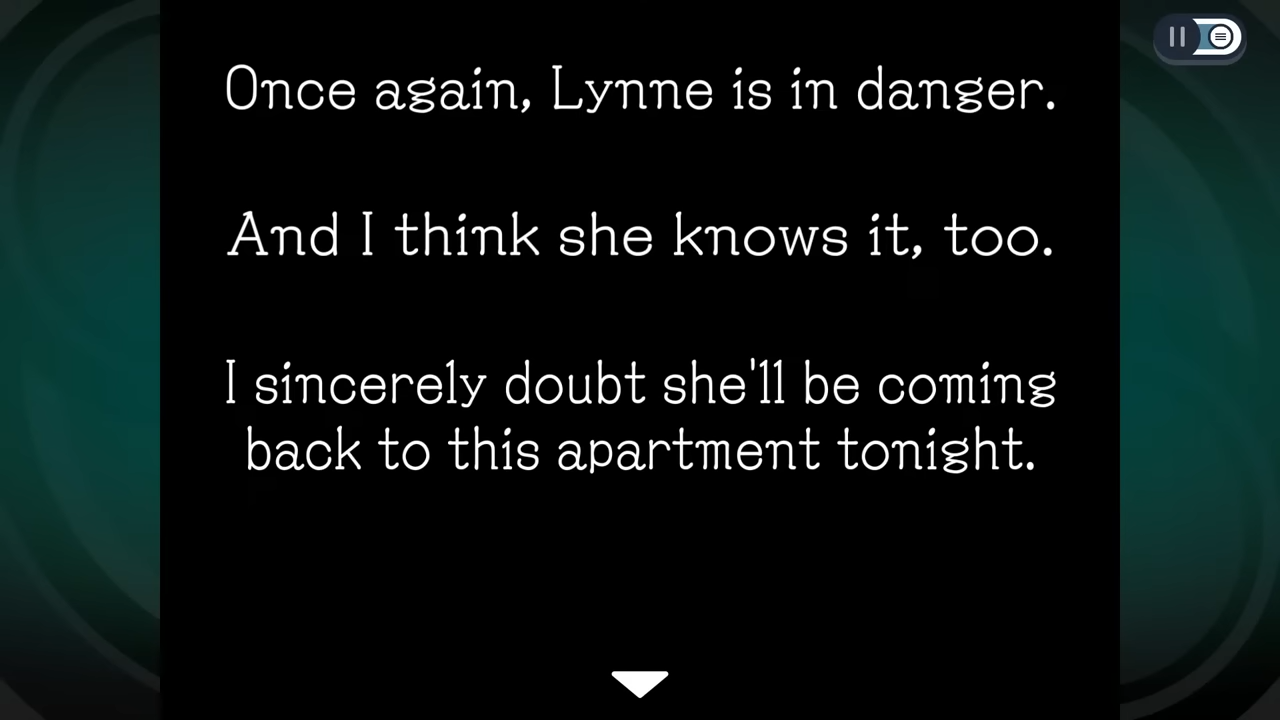 Once again, Lynne is in danger.
And I think she knows it, too.
I sincerely doubt she'll be coming
back to this apartment tonight.